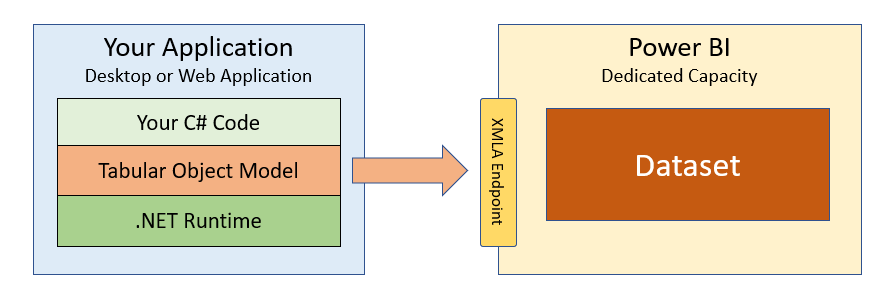 Your Application
Desktop or Web Application
Your C# Code
Tabular Object Model
.NET Runtime
Power BI
Dedicated Capacity
XMLA Endpoint
Dataset